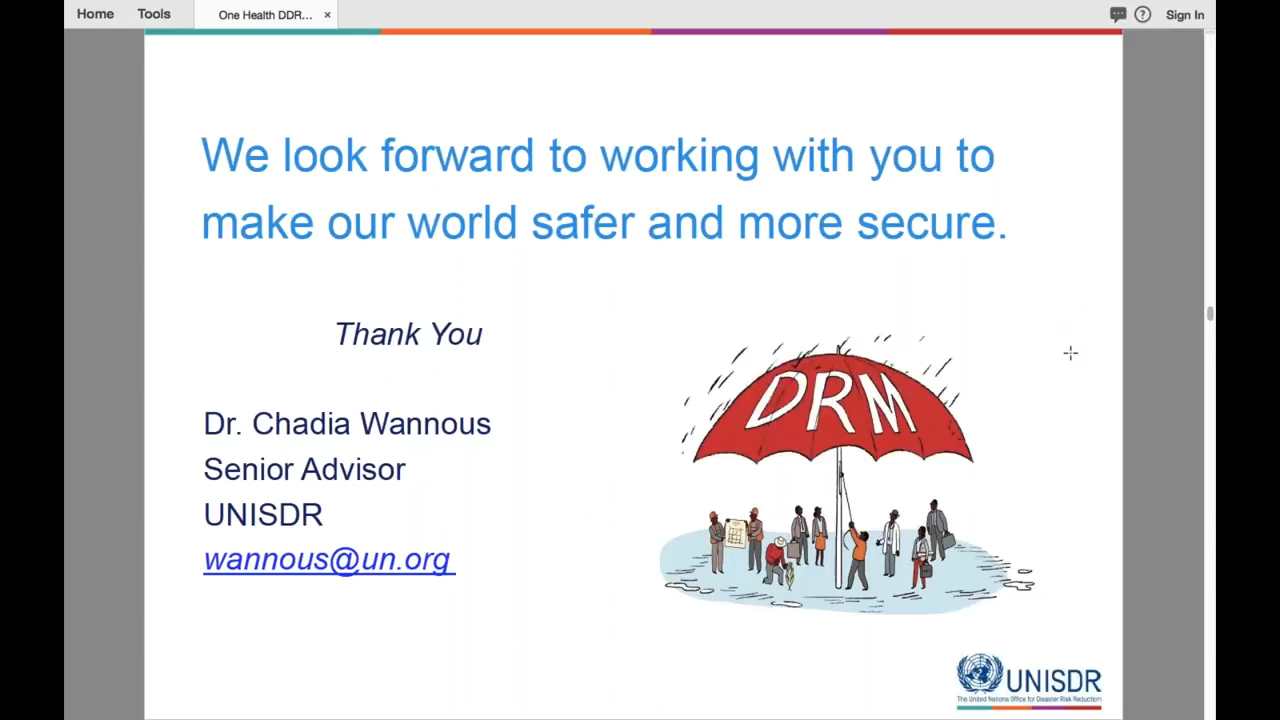 Home Tools One Health DDR... × ? Sign In
We look forward to working with you to
make our world safer and more secure.
Thank You
DRM
Dr. Chadia Wannous
Senior Advisor
UNISDR
wannous@un.org
UNISDR
The United Nations Office for Disaster Risk Reduction